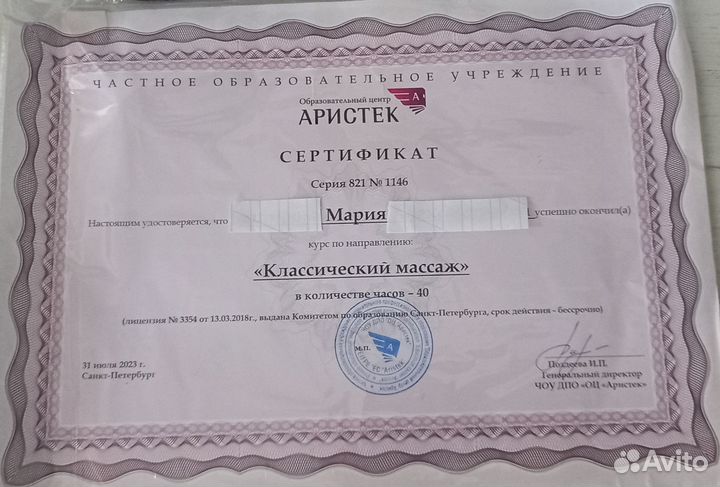 ЧАСТНОЕ ОБРАЗОВАТЕЛЬНОЕ УЧРЕЖДЕНИЕ
Образовательный центр
АРИСТЕК
А
СЕРТИФИКАТ
Серия 821 № 1146
Настоящим удостоверяется, что Мария успешно окончил(а)
курс по направлению:
«Классический массаж»
в количестве часов – 40
(лицензия № 3354 от 13.03.2018г., выдана Комитетом по образованию Санкт-Петербурга, срок действия - бессрочно)
М.П.
А
31 июля 2023 г.
Санкт-Петербург
Поздеева И.П.
Генеральный директор
ЧОУ ДПО «ОЦ «Аристек»
Avito